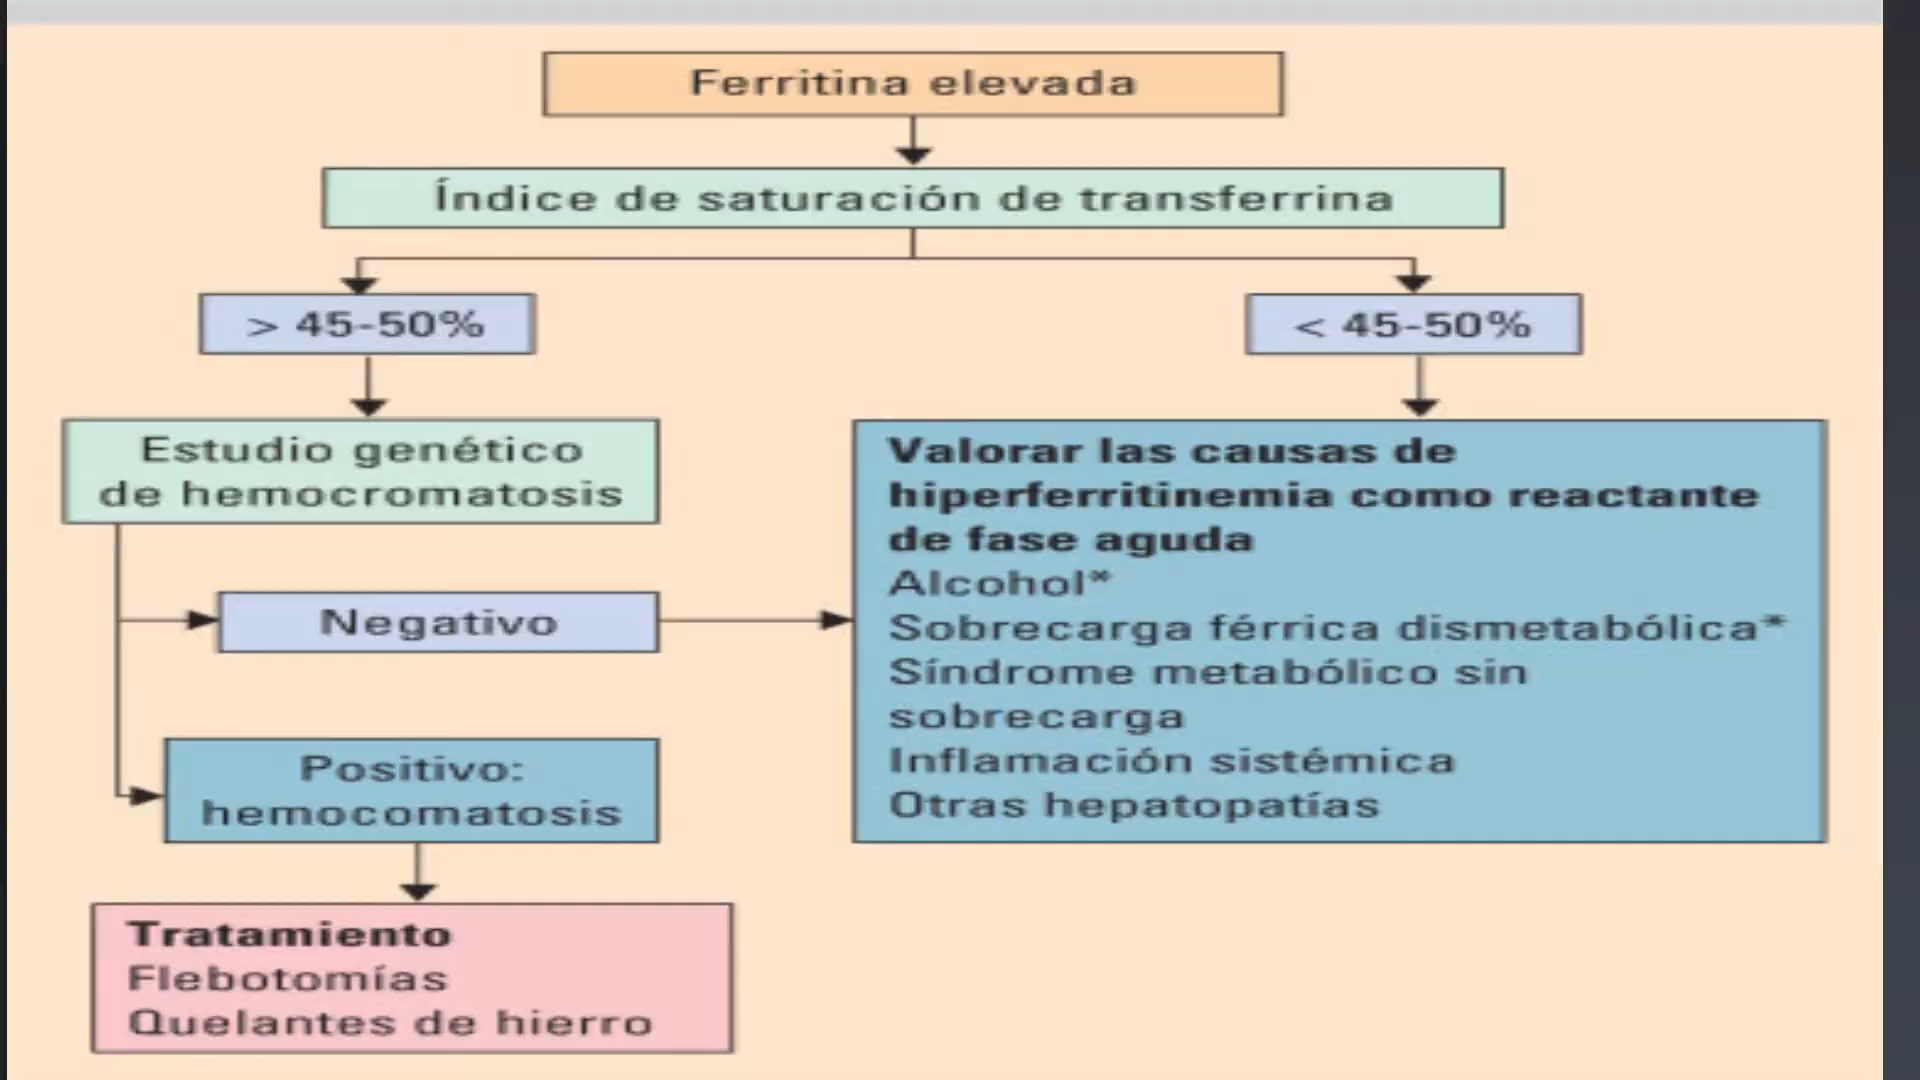 Ferritina elevada
Índice de saturación de transferrina
> 45-50%
< 45-50%
Estudio genético
de hemocromatosis
Negativo
Positivo:
hemocomatosis
Tratamiento
Flebotomías
Quelantes de hierro
Valorar las causas de
hiperferritinemia como reactante
de fase aguda
Alcohol*
Sobrecarga férrica dismetabólica*
Síndrome metabólico sin
sobrecarga
Inflamación sistémica
Otras hepatopatías